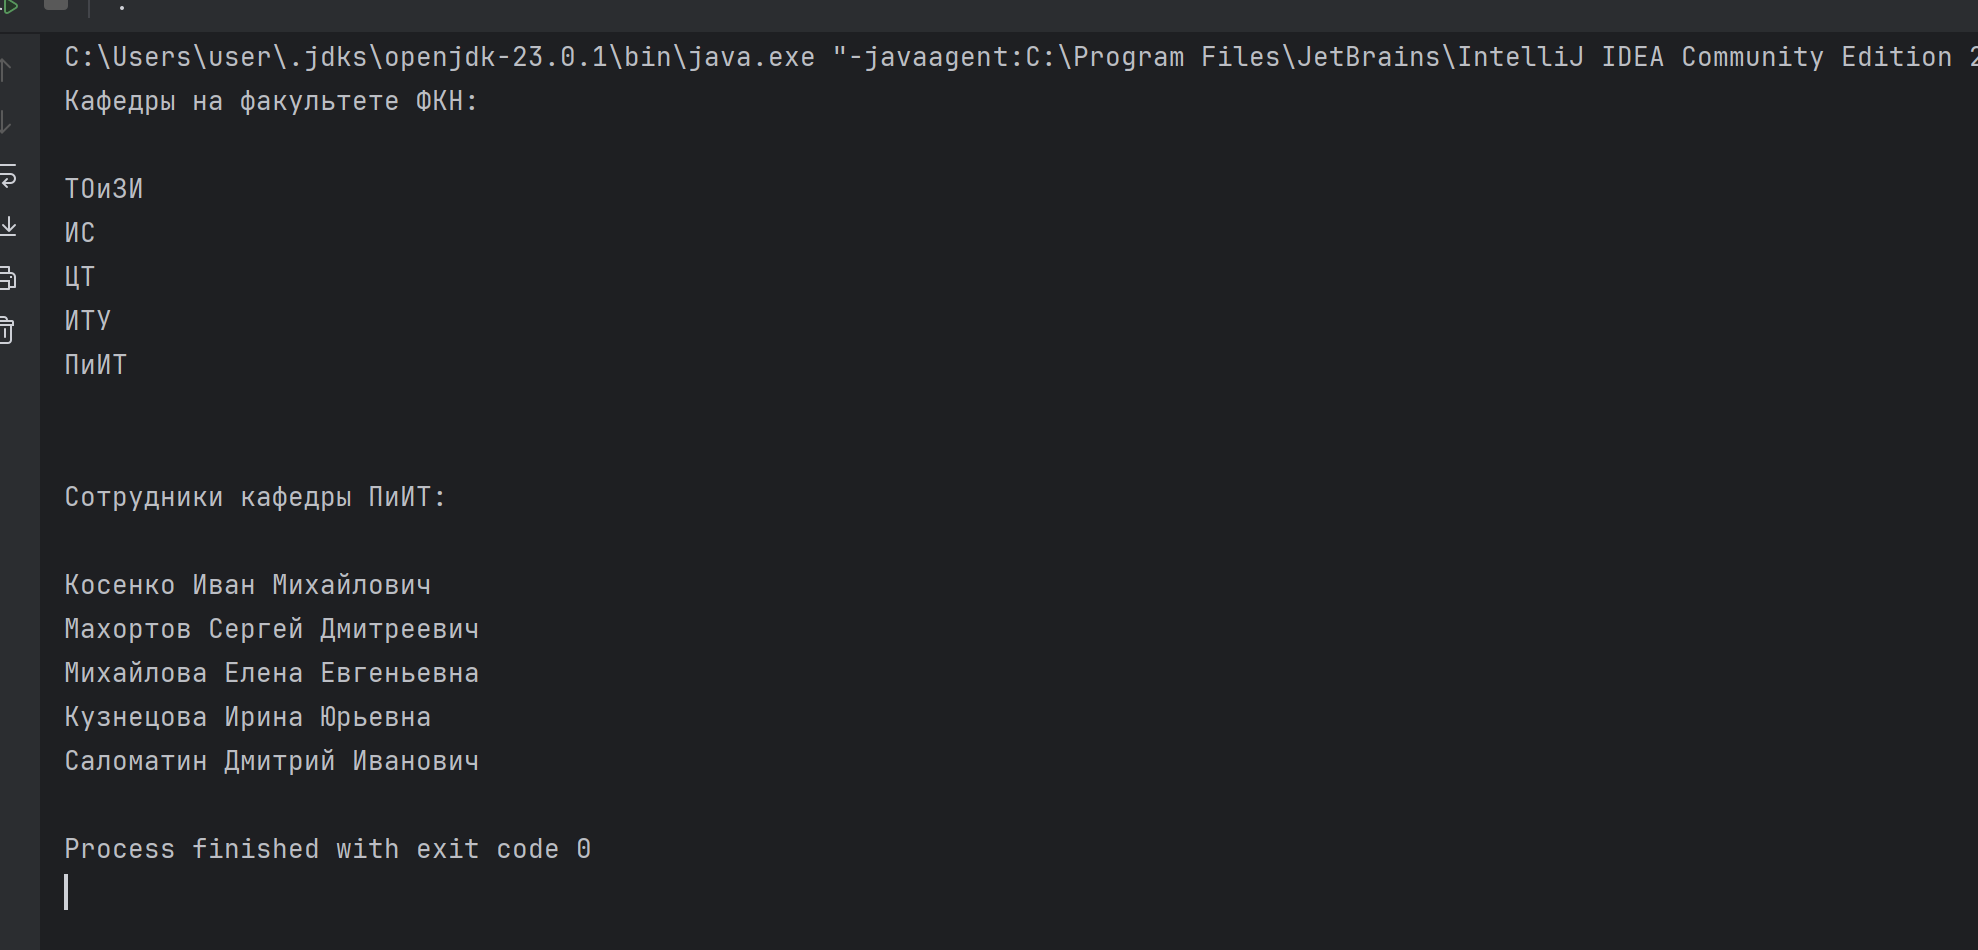 C:\Users\user\.jdks\openjdk-23.0.1\bin\java.exe "-javaagent:C:\Program Files\JetBrains\IntelliJ IDEA Community Edition 2
Кафедры на факультете ФКН:
ТОиЗИ
ИС
ЦТ
ИТУ
ПиИТ
Сотрудники кафедры ПиИТ:
Косенко Иван Михайлович
Махортов Сергей Дмитреевич
Михайлова Елена Евгеньевна
Кузнецова Ирина Юрьевна
Саломатин Дмитрий Иванович
Process finished with exit code 0